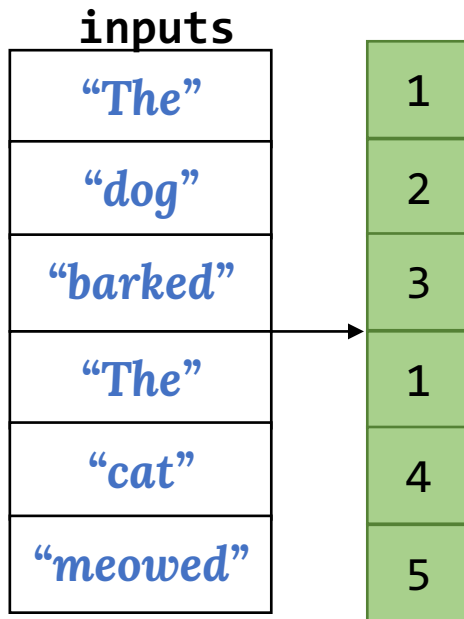 inputs
“The” 1
“dog” 2
“barked” 3
“The” 1
“cat” 4
“meowed” 5